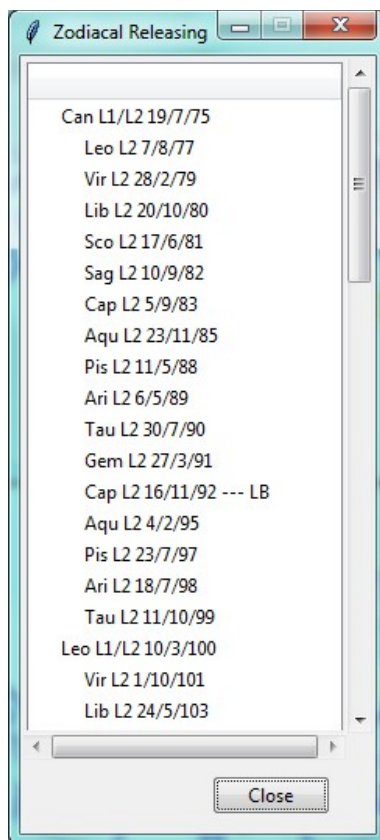 Zodiacal Releasing
Can L1/L2 19/7/75
Leo L2 7/8/77
Vir L2 28/2/79
Lib L2 20/10/80
Sco L2 17/6/81
Sag L2 10/9/82
Cap L2 5/9/83
Aqu L2 23/11/85
Pis L2 11/5/88
Ari L2 6/5/89
Tau L2 30/7/90
Gem L2 27/3/91
Cap L2 16/11/92 --- LB
Aqu L2 4/2/95
Pis L2 23/7/97
Ari L2 18/7/98
Tau L2 11/10/99
Leo L1/L2 10/3/100
Vir L2 1/10/101
Lib L2 24/5/103
Close